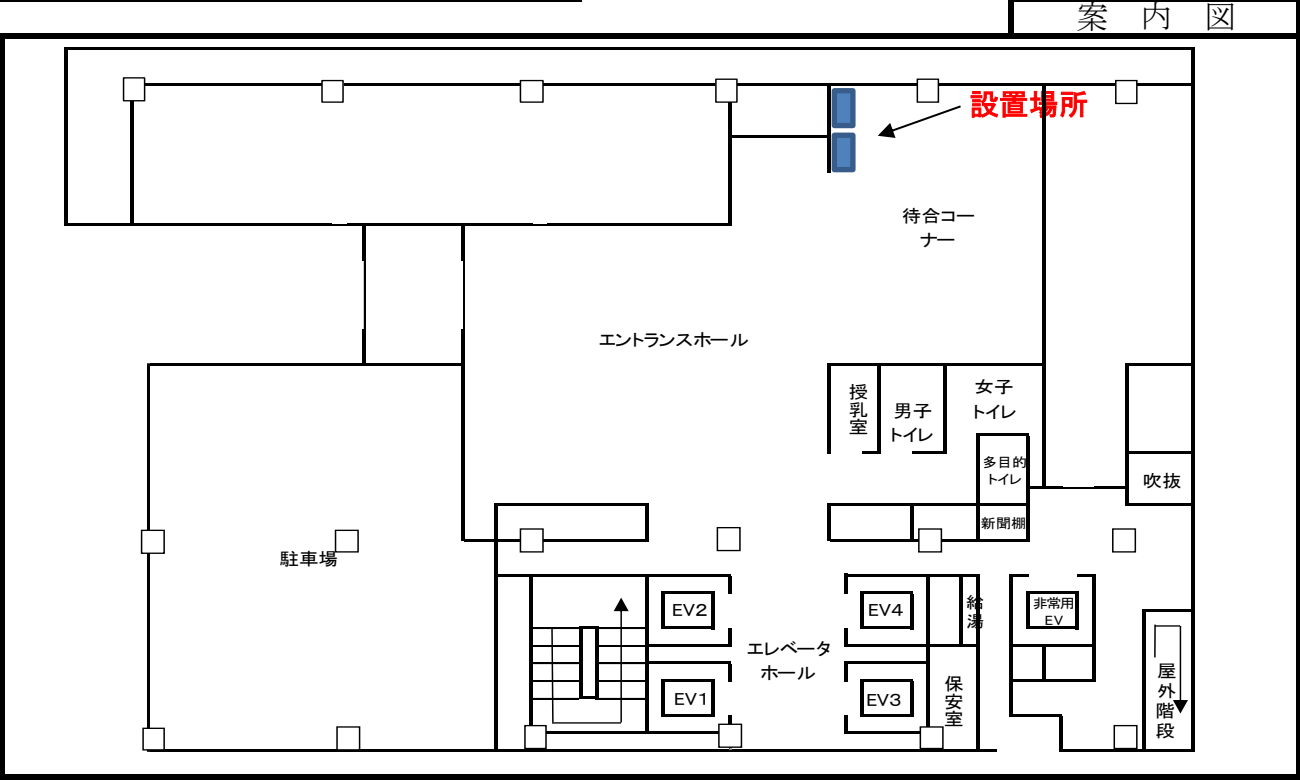 案内図
設置場所
待合コー
ナー
エントランスホール
授乳室
男子
トイレ
女子
トイレ
多目的
トイレ
吹抜
新聞棚
駐車場
EV2
EV4
給湯
非常用
EV
エレベータ
ホール
EV1
EV3
保安室
屋外階段